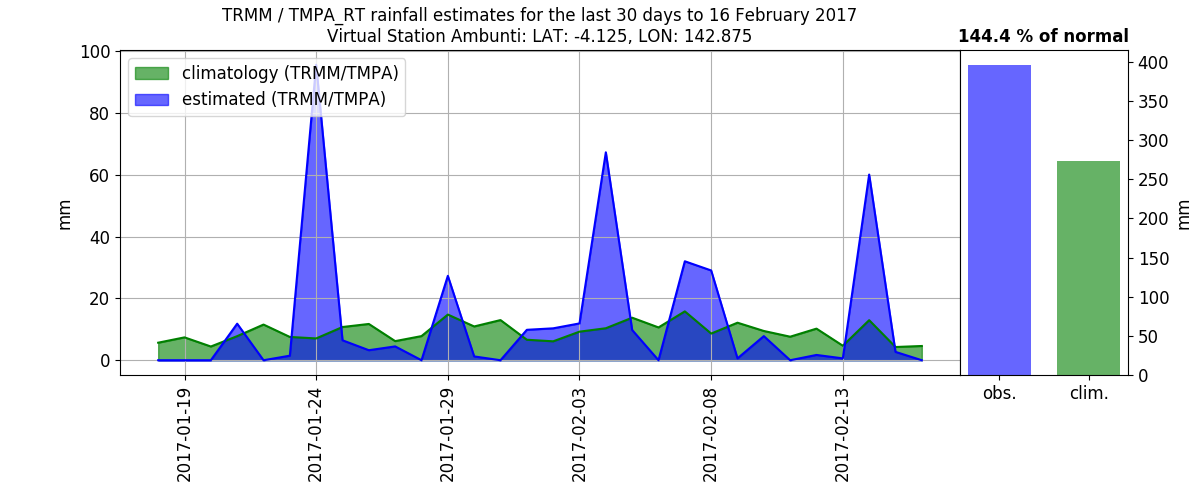 TRMM / TMPA_RT rainfall estimates for the last 30 days to 16 February 2017
Virtual Station Ambunti: LAT: -4.125, LON: 142.875
144.4 % of normal
climatology (TRMM/TMPA)
estimated (TRMM/TMPA)
mm
100
80
60
40
20
0
2017-01-19
2017-01-24
2017-01-29
2017-02-03
2017-02-08
2017-02-13
400
350
300
250
200
150
100
50
0
mm
obs.
clim.